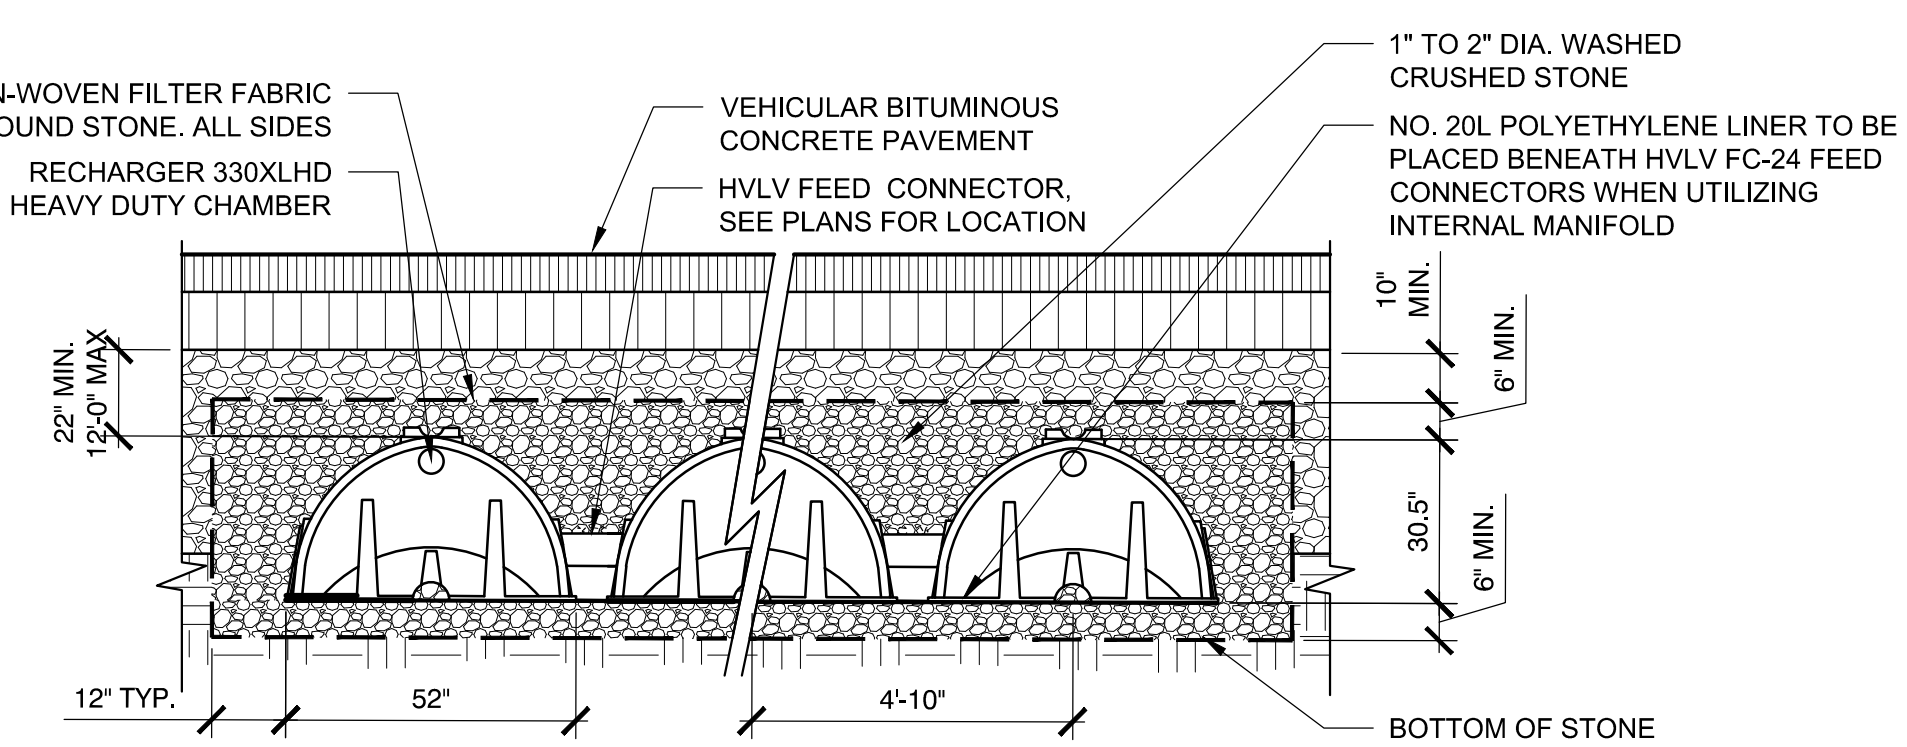 1" TO 2" DIA. WASHED
CRUSHED STONE
FILTER FABRIC
STONE. ALL SIDES
VEHICULAR BITUMINOUS
CONCRETE PAVEMENT
NO. 20L POLYETHYLENE LINER TO BE
PLACED BENEATH HVLV FC-24 FEED
CONNECTORS WHEN UTILIZING
INTERNAL MANIFOLD
RECHARGER 330XLHD
HEAVY DUTY CHAMBER
HVLV FEED CONNECTOR,
SEE PLANS FOR LOCATION
10"
MIN.
6" MIN.
22" MIN.
12'-0" MAX
30.5"
6" MIN.
12" TYP.
52"
4'-10"
BOTTOM OF STONE